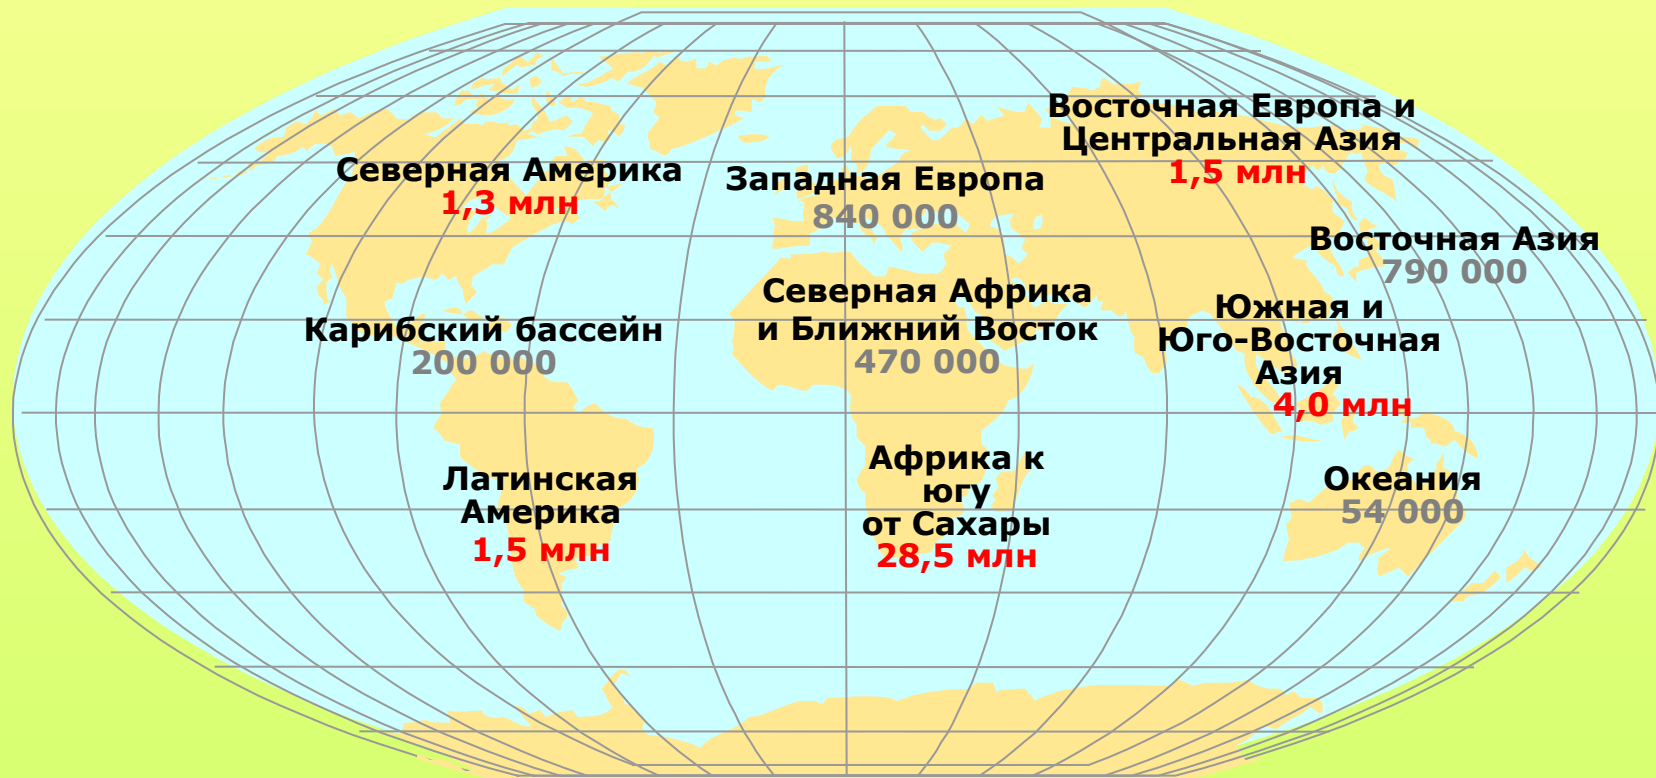 Восточная Европа и
Центральная Азия
1,5 млн
Северная Америка
1,3 млн
Западная Европа
840 000
Восточная Азия
790 000
Северная Африка
и Ближний Восток
470 000
Южная и
Юго-Восточная
Азия
4,0 млн
Карибский бассейн
200 000
Латинская
Америка
1,5 млн
Африка к
югу
от Сахары
28,5 млн
Океания
54 000